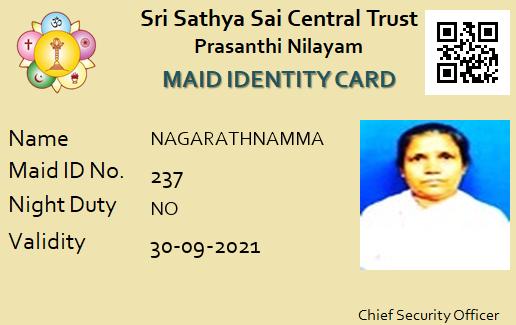 Sri Sathya Sai Central Trust
Prasanthi Nilayam
MAID IDENTITY CARD
Name NAGARATHNAMMA
Maid ID No. 237
Night Duty NO
Validity 30-09-2021
Chief Security Officer